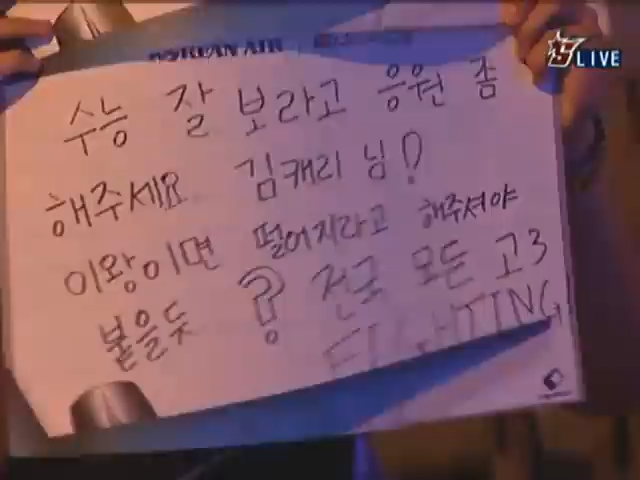 KOREAN AIR
LIVE
수능 잘 보라고 응원 좀
해주세요 김캐리 님!
이왕이면 떨어지라고 해주셔야
붙을듯? 전국 모든 고3
FIGHTING